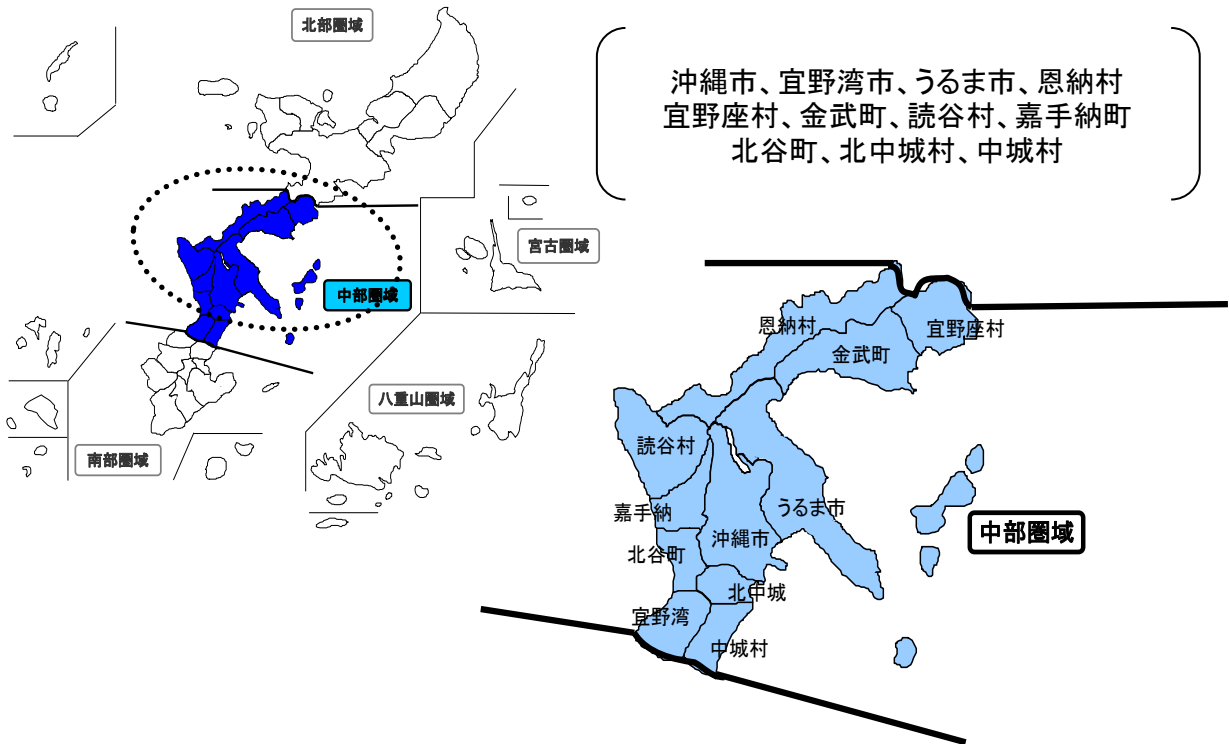 北部圏域
沖縄市、宜野湾市、うるま市、恩納村
宜野座村、金武町、読谷村、嘉手納町
北谷町、北中城村、中城村
宮古圏域
中部圏域
八重山圏域
南部圏域
恩納村
宜野座村
金武町
読谷村
嘉手納
うるま市
中部圏域
沖縄市
北谷町
北中城
宜野湾
中城村